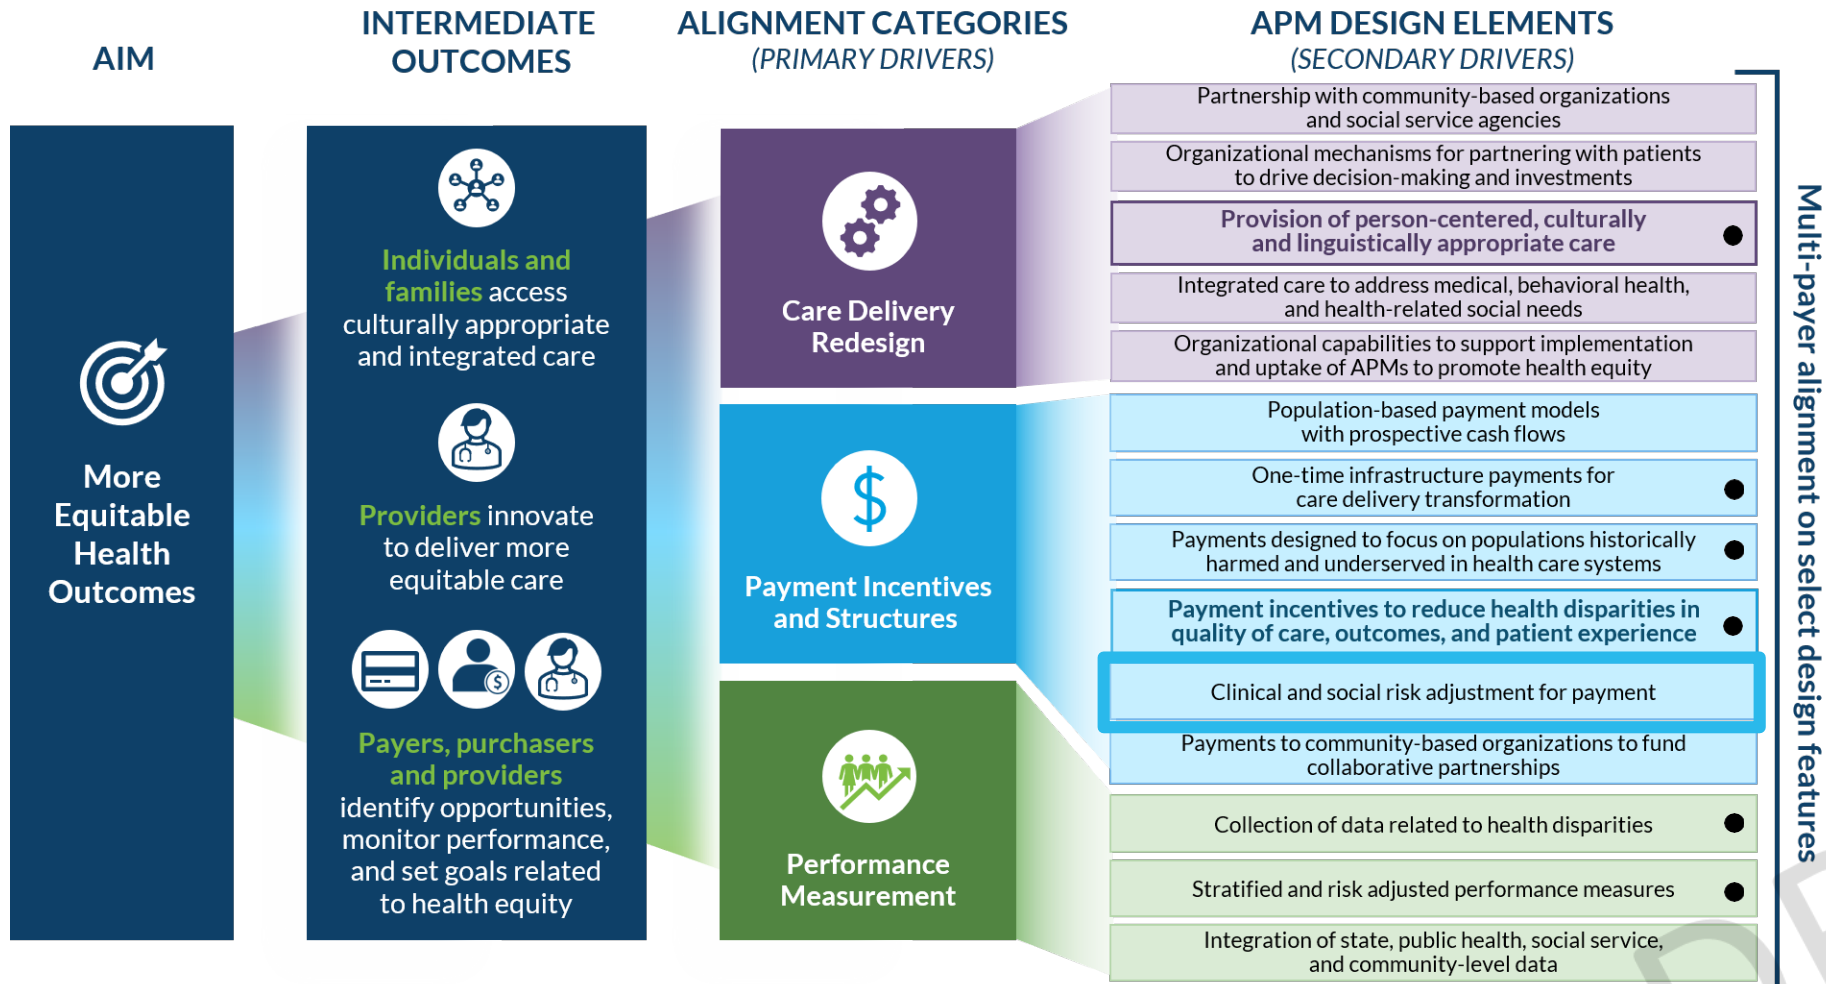 AIM
INTERMEDIATE
OUTCOMES
ALIGNMENT CATEGORIES
(PRIMARY DRIVERS)
APM DESIGN ELEMENTS
(SECONDARY DRIVERS)
More
Equitable
Health
Outcomes
Individuals and
families access
culturally appropriate
and integrated care
Providers innovate
to deliver more
equitable care
$
Payers, purchasers
and providers
identify opportunities,
monitor performance,
and set goals related
to health equity
Care Delivery
Redesign
$
Payment Incentives
and Structures
Performance
Measurement
Partnership with community-based organizations
and social service agencies
Organizational mechanisms for partnering with patients
to drive decision-making and investments
Provision of person-centered, culturally
and linguistically appropriate care
Integrated care to address medical, behavioral health,
and health-related social needs
Organizational capabilities to support implementation
and uptake of APMs to promote health equity
Population-based payment models
with prospective cash flows
One-time infrastructure payments for
care delivery transformation
Payments designed to focus on populations historically
harmed and underserved in health care systems
Payment incentives to reduce health disparities in
quality of care, outcomes, and patient experience
Clinical and social risk adjustment for payment
Payments to community-based organizations to fund
collaborative partnerships
Collection of data related to health disparities
Stratified and risk adjusted performance measures
Integration of state, public health, social service,
and community-level data
Multi-payer alignment on select design features